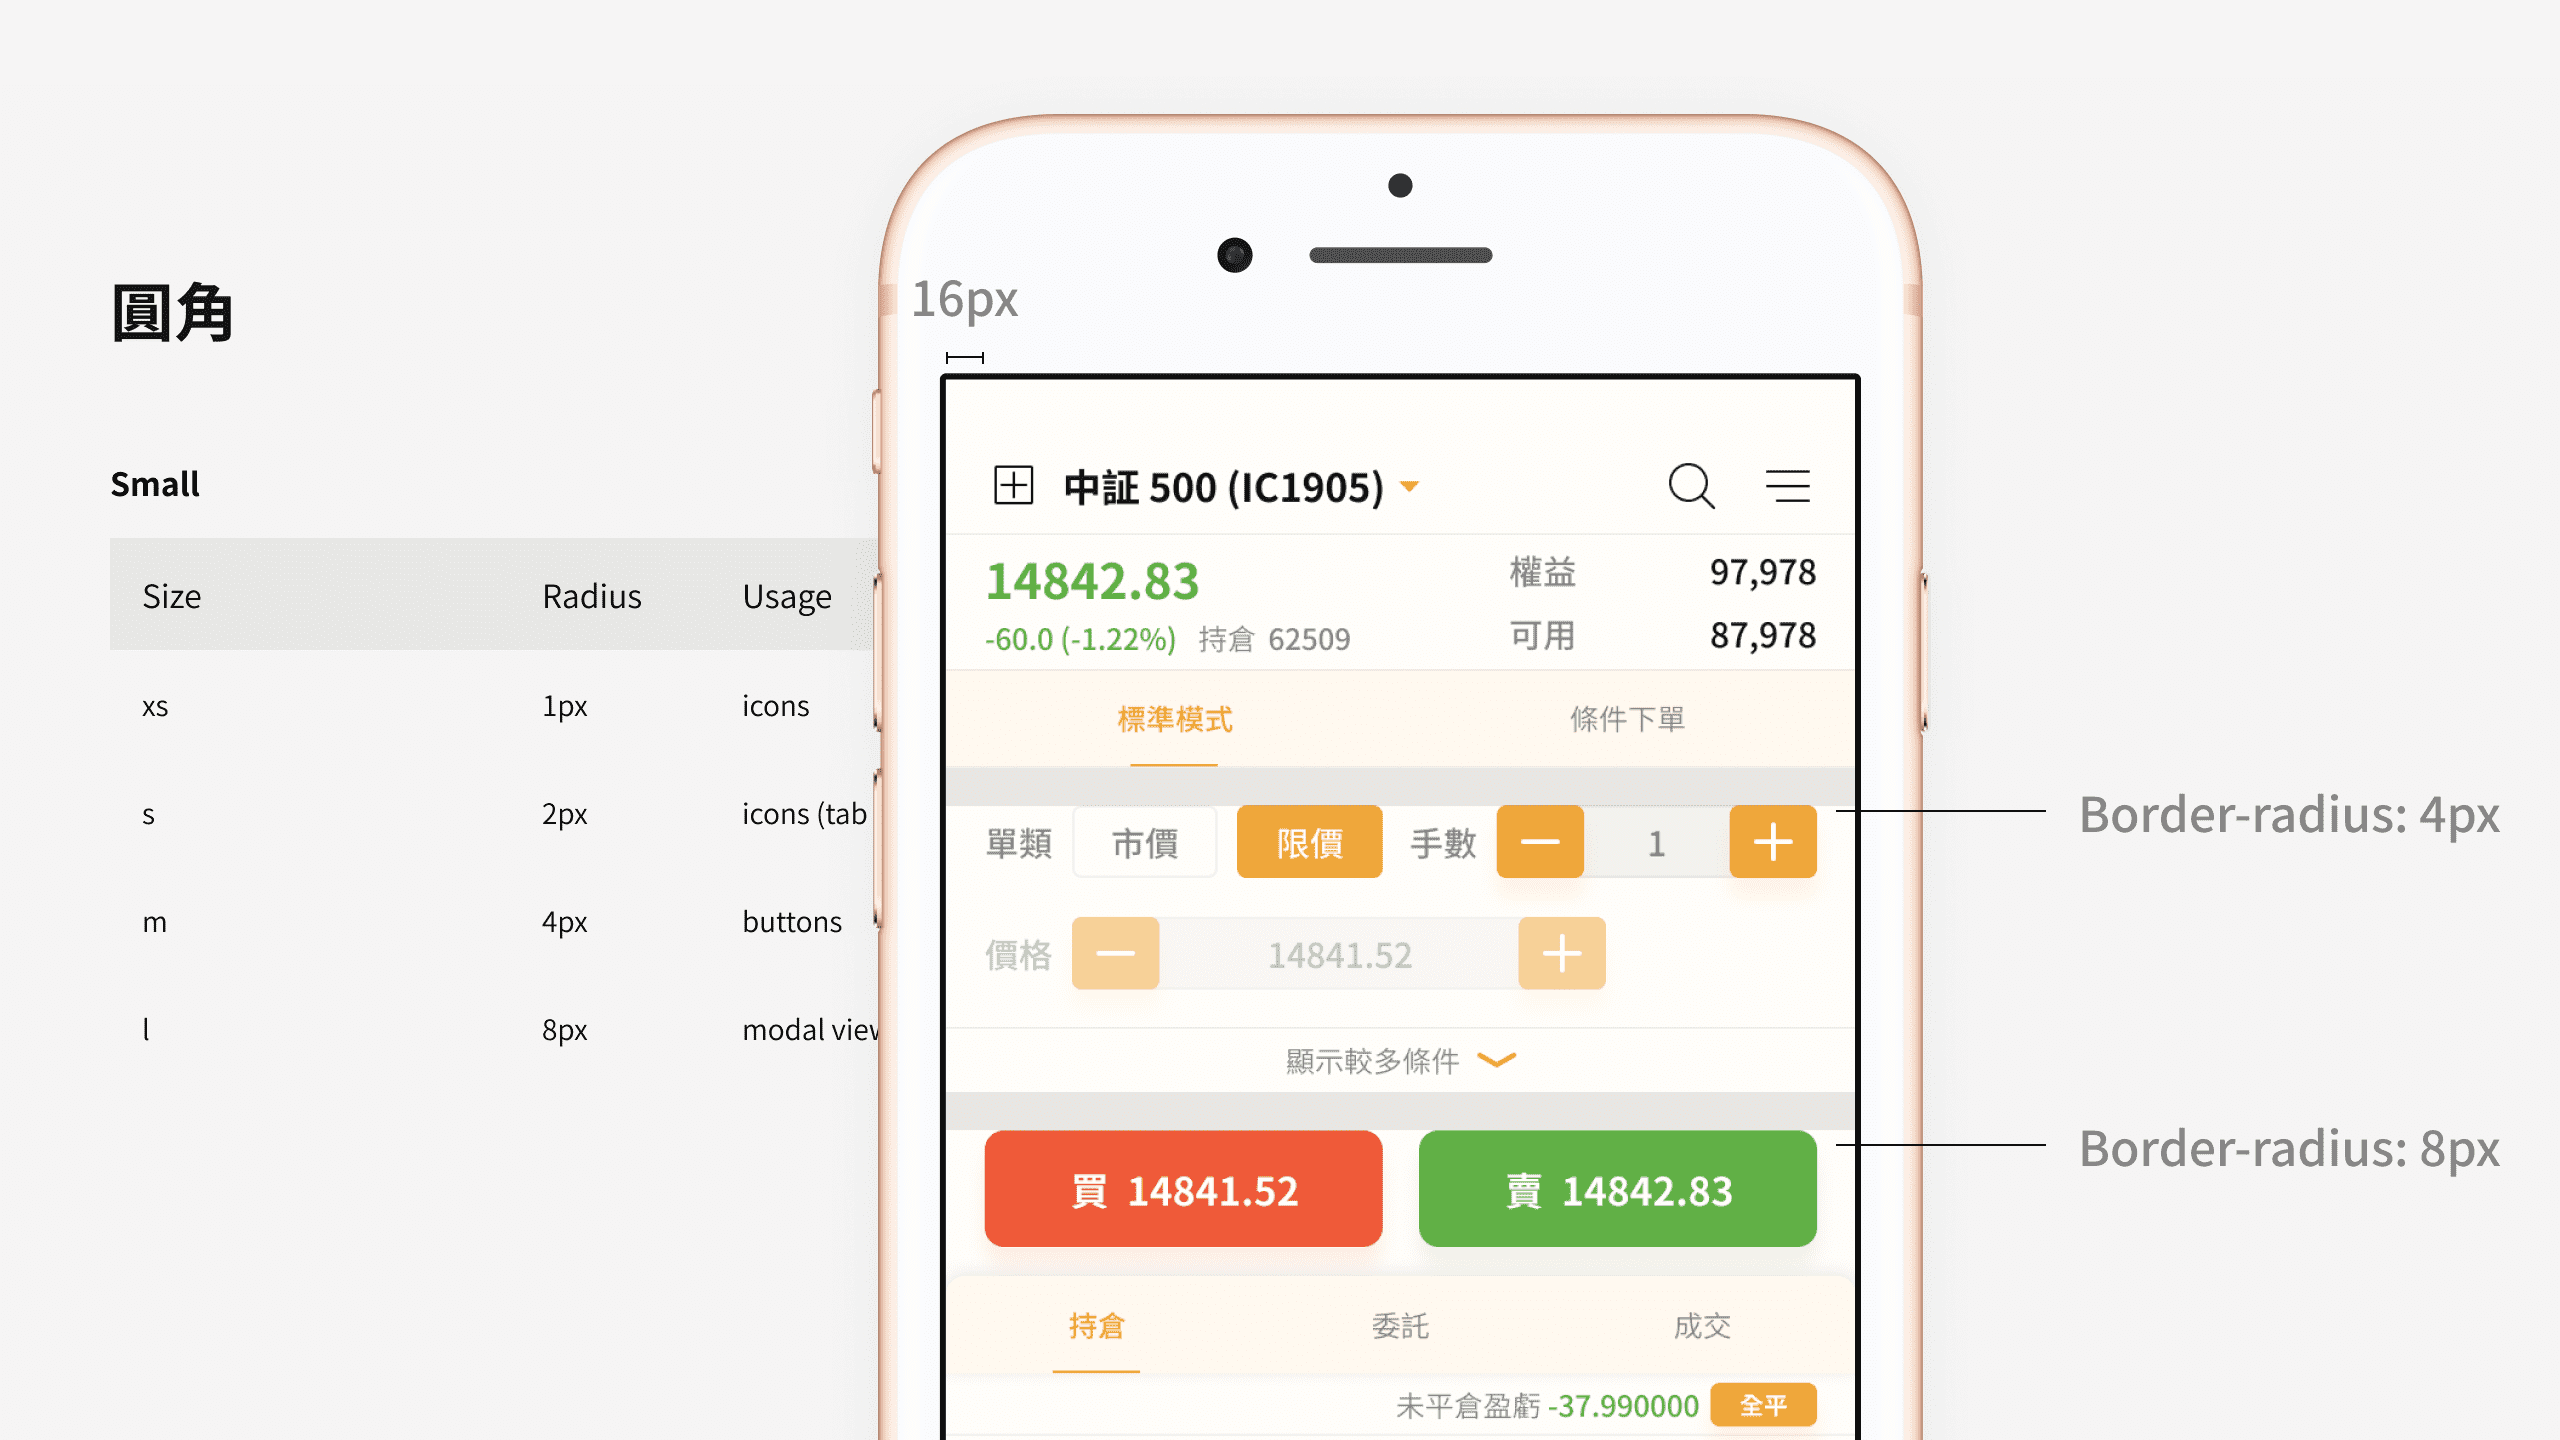 圓角
Small
Size Radius Usage
xs 1px icons
s 2px icons (tab
m 4px buttons
l 8px modal view
16px
中証 500 (IC1905)
14842.83 權益 97,978
-60.0 (-1.22%) 持倉 62509 可用 87,978
標準模式 條件下單
單類 市價 限價 手數 1
價格 14841.52
顯示較多條件
買 14841.52 賣 14842.83
持倉 委託 成交
未平倉盈虧 -37.990000 全平
Border-radius: 4px
Border-radius: 8px